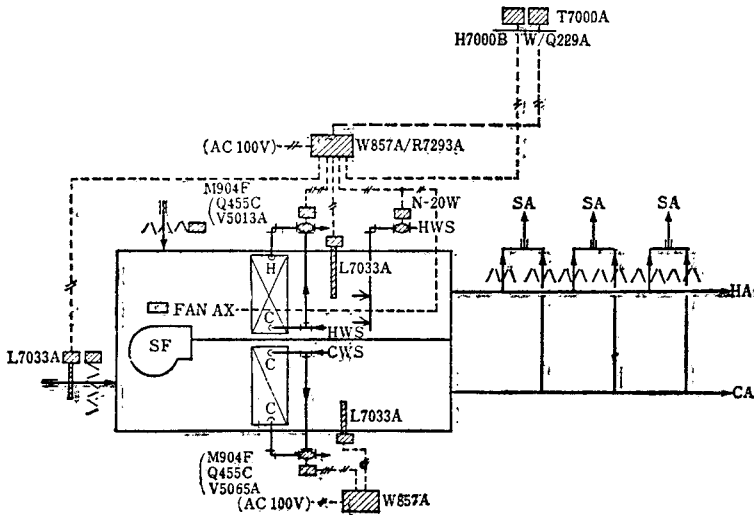 T7000A
H7000B W/Q229A
(AC 100V)
W857A/R7293A
M904F
Q455C
V5013A
N-20W
HWS
SA SA SA
H
L7033A
FAN AX
C
HWS
HA
SF
CWS
L7033A
C
C
L7033A
CA
M904F
Q455C
V5065A
(AC 100V)
W857A